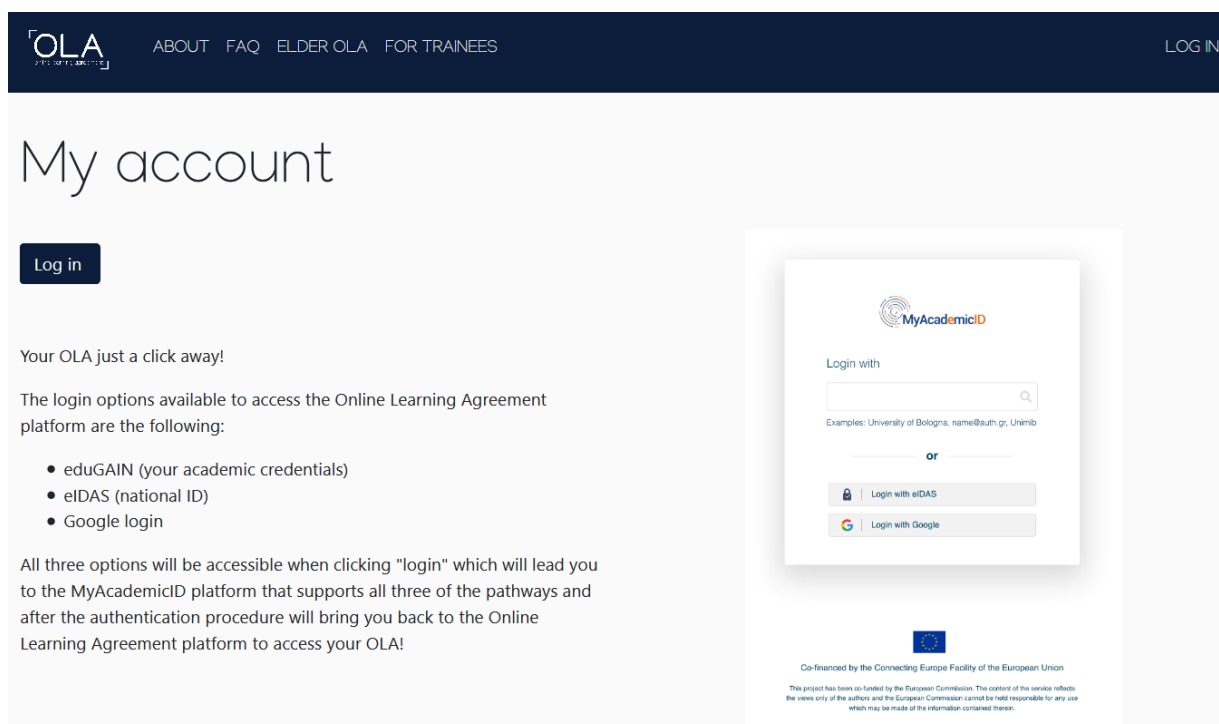 OLA
online learning agreement
ABOUT FAQ ELDER OLA FOR TRAINEES
LOG IN
My account
Log in
Your OLA just a click away!
The login options available to access the Online Learning Agreement
platform are the following:
• eduGAIN (your academic credentials)
• eIDAS (national ID)
• Google login
All three options will be accessible when clicking "login" which will lead you
to the MyAcademicID platform that supports all three of the pathways and
after the authentication procedure will bring you back to the Online
Learning Agreement platform to access your OLA!
MyAcademicID
Login with
Examples: University of Bologna, name@auth.gr, Unimib
or
Login with eIDAS
Login with Google
Co-financed by the Connecting Europe Facility of the European Union
This project has been co-funded by the European Commission. The content of the service reflects
the views only of the authors and the European Commission cannot be held responsible for any use
which may be made of the information contained therein.